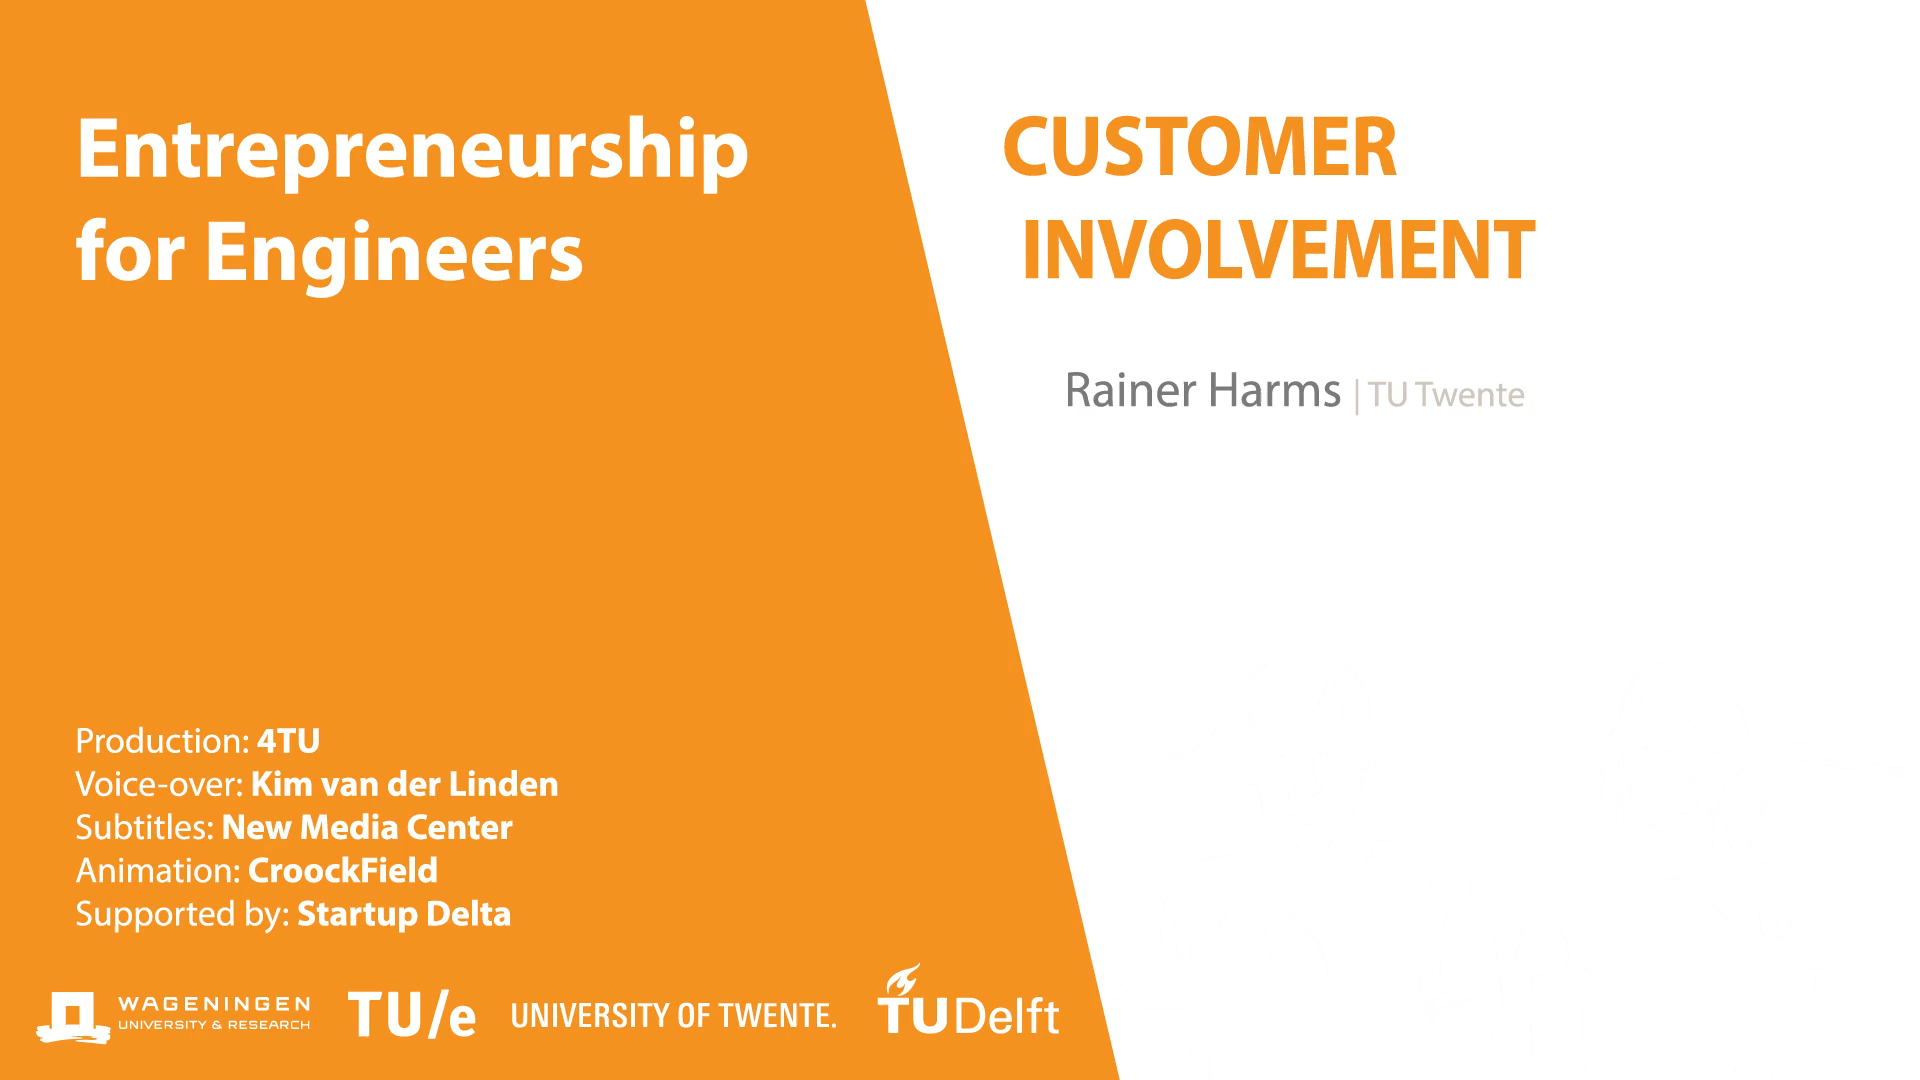 Entrepreneurship
for Engineers
CUSTOMER
INVOLVEMENT
Rainer Harms | TU Twente
Production: 4TU
Voice-over: Kim van der Linden
Subtitles: New Media Center
Animation: CroockField
Supported by: Startup Delta
WAGENINGEN
UNIVERSITY & RESEARCH
TU/e
UNIVERSITY OF TWENTE.
TUDelft